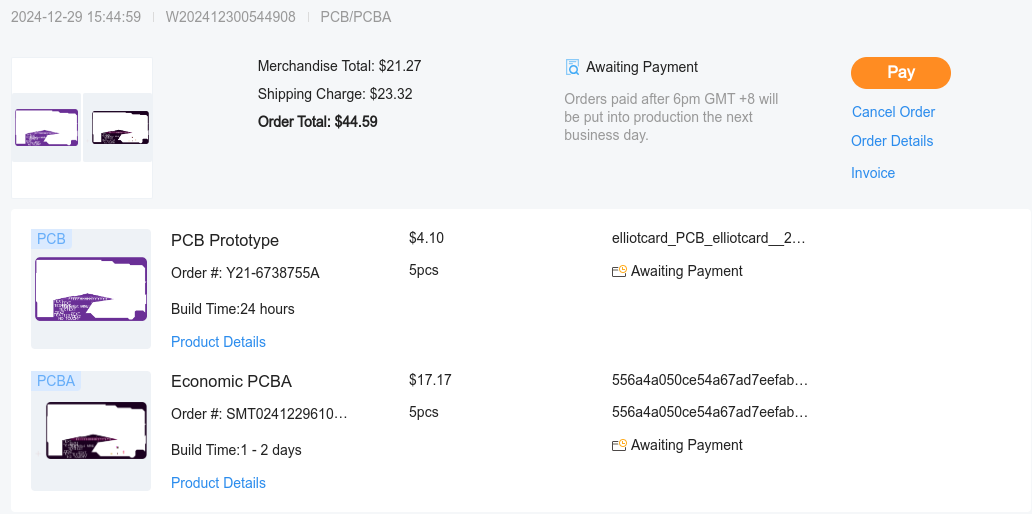 2024-12-29 15:44:59 W202412300544908 PCB/PCBA
Merchandise Total: $21.27
Shipping Charge: $23.32
Order Total: $44.59
Awaiting Payment
Orders paid after 6pm GMT +8 will
be put into production the next
business day.
Pay
Cancel Order
Order Details
Invoice
PCB
PCB Prototype
Order #: Y21-6738755A
Build Time:24 hours
Product Details
$4.10
5pcs
elliotcard_PCB_elliotcard__2…
Awaiting Payment
PCBA
Economic PCBA
Order #: SMT0241229610…
Build Time:1 - 2 days
Product Details
$17.17
5pcs
556a4a050ce54a67ad7eefab…
556a4a050ce54a67ad7eefab…
Awaiting Payment